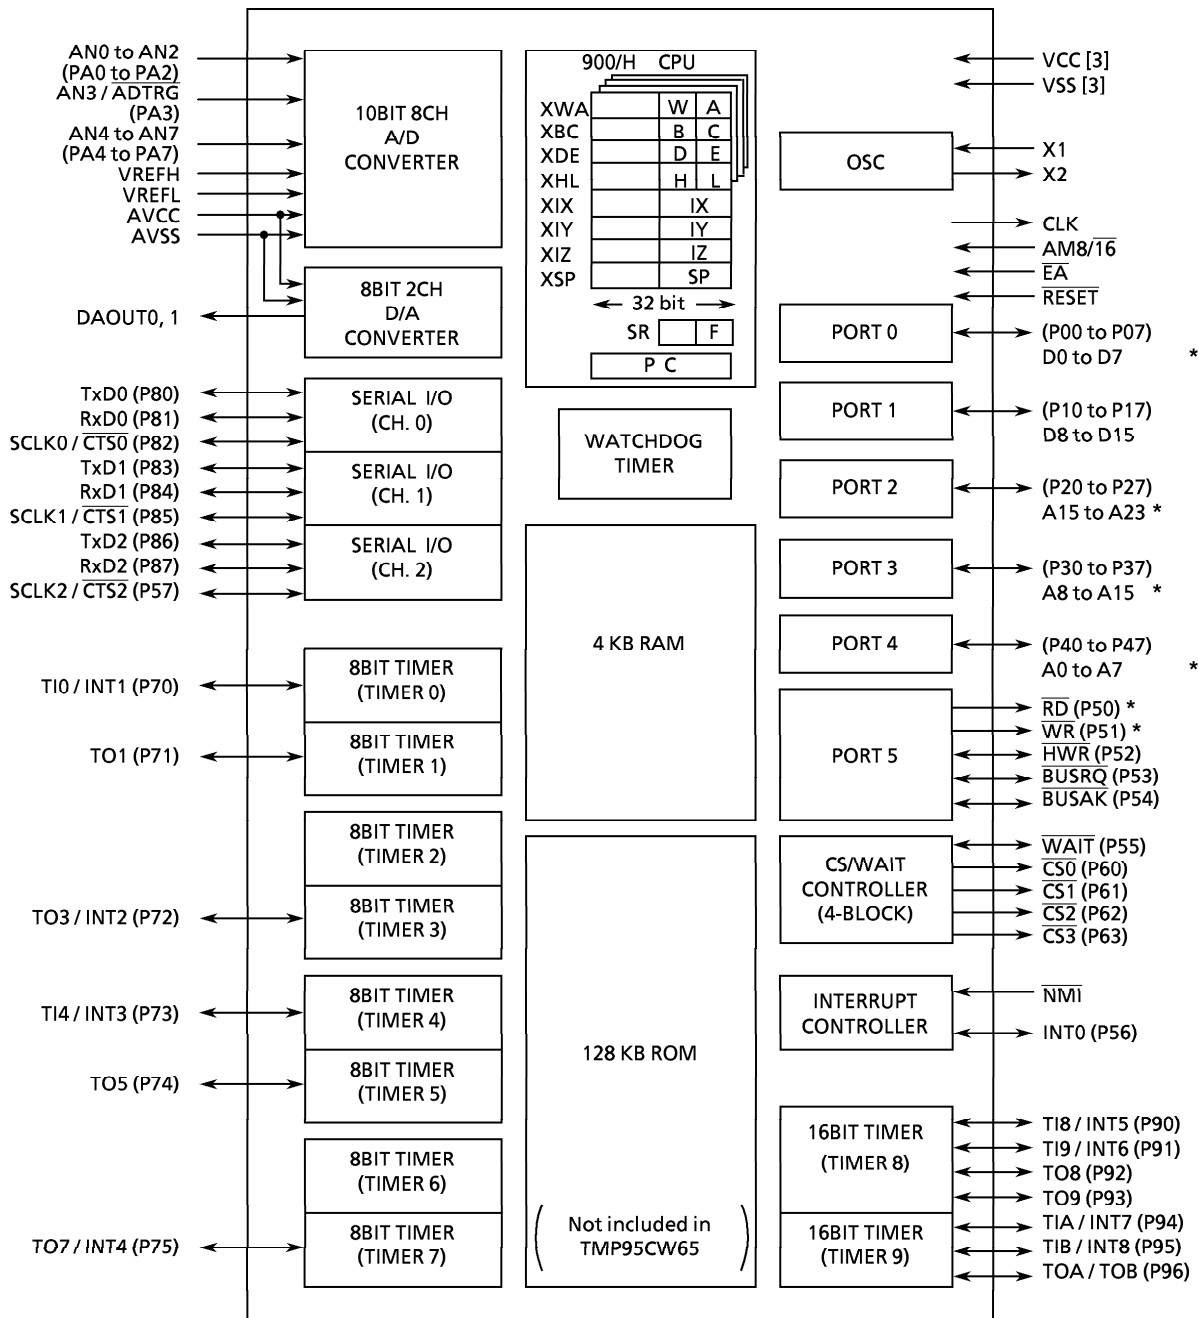 AN0 to AN2
(PA0 to PA2)
AN3 / ADTRG
(PA3)
AN4 to AN7
(PA4 to PA7)
VREFH
VREFL
AVCC
AVSS
DAOUT0, 1
TxD0 (P80)
RxD0 (P81)
SCLK0 / CTS0 (P82)
TxD1 (P83)
RxD1 (P84)
SCLK1 / CTS1 (P85)
TxD2 (P86)
RxD2 (P87)
SCLK2 / CTS2 (P57)
TI0 / INT1 (P70)
TO1 (P71)
TO3 / INT2 (P72)
TI4 / INT3 (P73)
TO5 (P74)
TO7 / INT4 (P75)
10BIT 8CH
A/D
CONVERTER
8BIT 2CH
D/A
CONVERTER
SERIAL I/O
(CH. 0)
SERIAL I/O
(CH. 1)
SERIAL I/O
(CH. 2)
8BIT TIMER
(TIMER 0)
8BIT TIMER
(TIMER 1)
8BIT TIMER
(TIMER 2)
8BIT TIMER
(TIMER 3)
8BIT TIMER
(TIMER 4)
8BIT TIMER
(TIMER 5)
8BIT TIMER
(TIMER 6)
8BIT TIMER
(TIMER 7)
900/H CPU
XWA W A
XBC B C
XDE D E
XHL H L
XIX IX
XIY IY
XIZ IZ
XSP SP
32 bit
SR F
P C
WATCHDOG
TIMER
4 KB RAM
128 KB ROM
(Not included in
TMP95CW65)
OSC
PORT 0
PORT 1
PORT 2
PORT 3
PORT 4
PORT 5
CS/WAIT
CONTROLLER
(4-BLOCK)
INTERRUPT
CONTROLLER
16BIT TIMER
(TIMER 8)
16BIT TIMER
(TIMER 9)
VCC [3]
VSS [3]
X1
X2
CLK
AM8/16
EA
RESET
(P00 to P07)
D0 to D7 *
(P10 to P17)
D8 to D15
(P20 to P27)
A15 to A23 *
(P30 to P37)
A8 to A15 *
(P40 to P47)
A0 to A7 *
RD (P50) *
WR (P51) *
HWR (P52)
BUSRQ (P53)
BUSAK (P54)
WAIT (P55)
CS0 (P60)
CS1 (P61)
CS2 (P62)
CS3 (P63)
NMI
INT0 (P56)
TI8 / INT5 (P90)
TI9 / INT6 (P91)
TO8 (P92)
TO9 (P93)
TIA / INT7 (P94)
TIB / INT8 (P95)
TOA / TOB (P96)